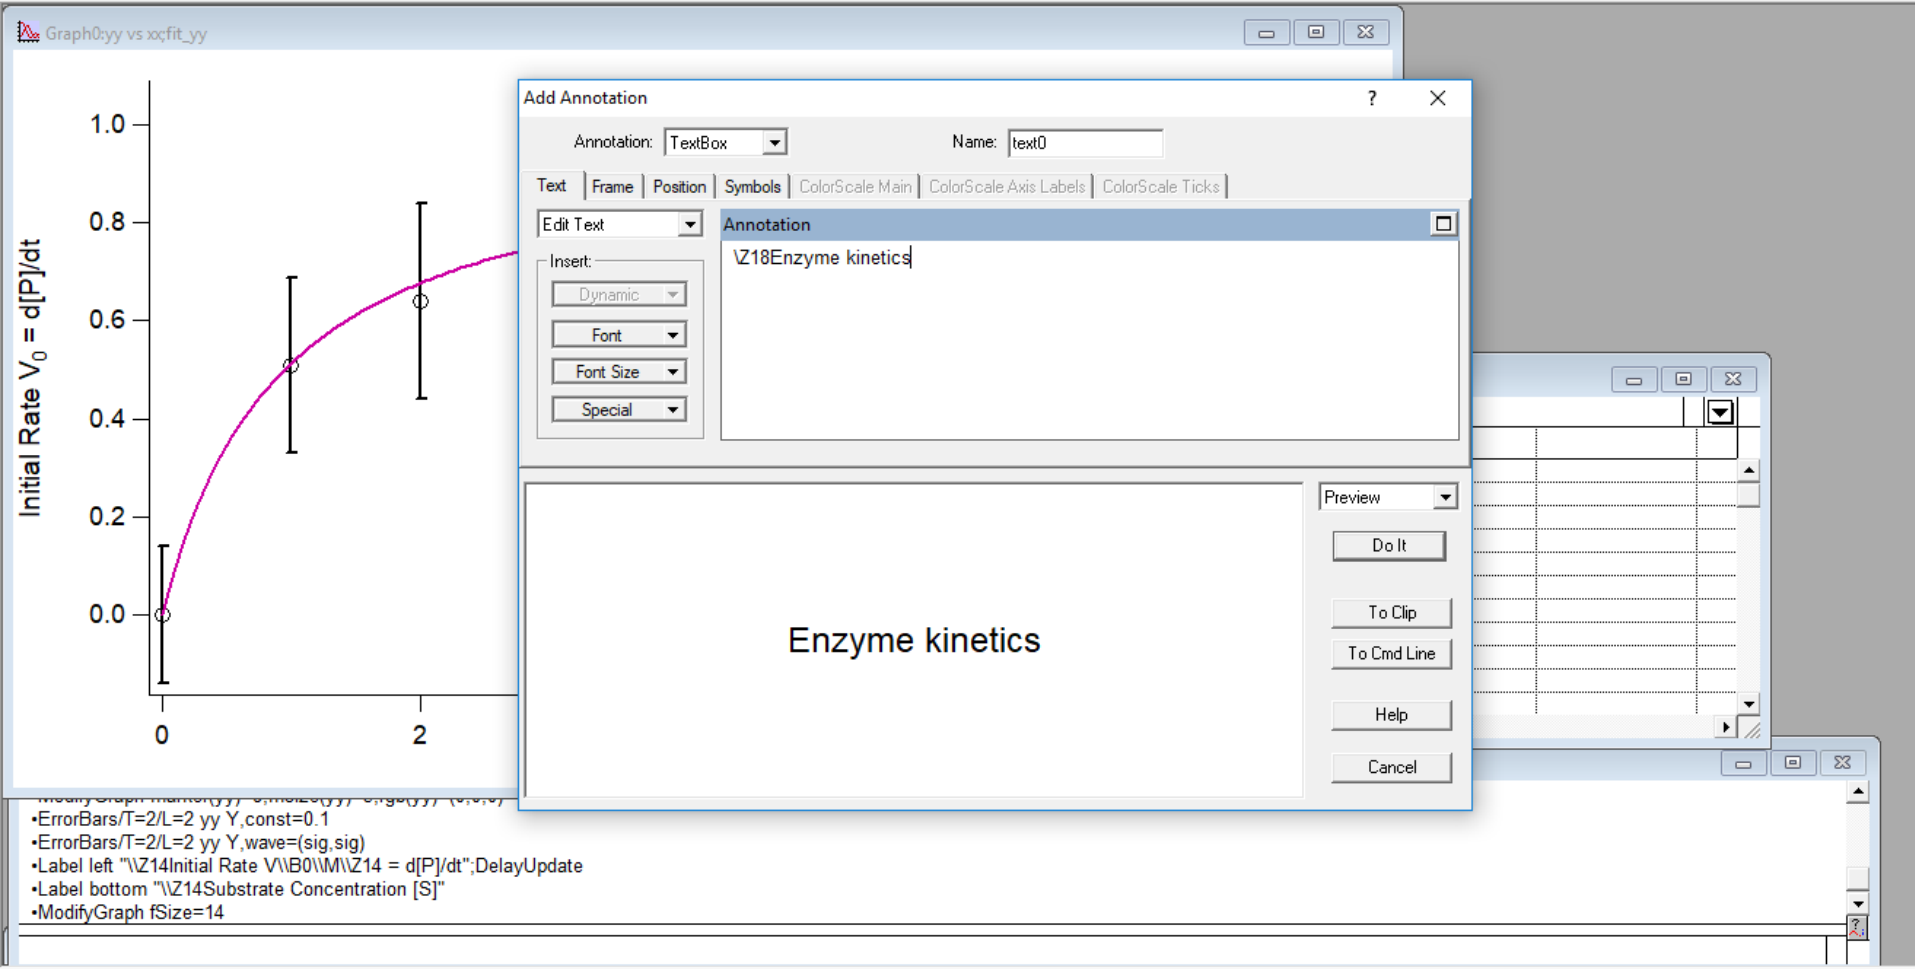 Graph0:yy vs xx;fit_yy
Initial Rate V0 = d[P]/dt
1.0
0.8
0.6
0.4
0.2
0.0
0
2
Add Annotation
?
Annotation: TextBox
Name: text0
Text Frame Position Symbols ColorScale Main ColorScale Axis Labels ColorScale Ticks
Edit Text
Annotation
Insert:
\Z18Enzyme kinetics
Dynamic
Font
Font Size
Special
Preview
Do It
Enzyme kinetics
To Clip
To Cmd Line
Help
Cancel
•ErrorBars/T=2/L=2 yy Y,const=0.1
•ErrorBars/T=2/L=2 yy Y,wave=(sig,sig)
•Label left "\\Z14Initial Rate V\\B0\\M\\Z14 = d[P]/dt";DelayUpdate
•Label bottom "\\Z14Substrate Concentration [S]"
•ModifyGraph fSize=14